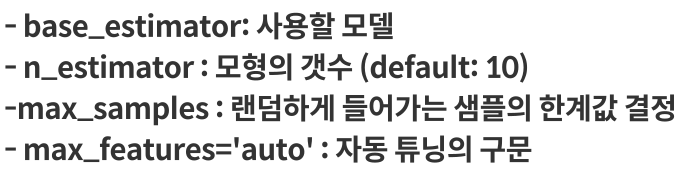 - base_estimator: 사용할 모델
- n_estimator : 모형의 갯수 (default: 10)
-max_samples : 랜덤하게 들어가는 샘플의 한계값 결정
- max_features='auto' : 자동 튜닝의 구문